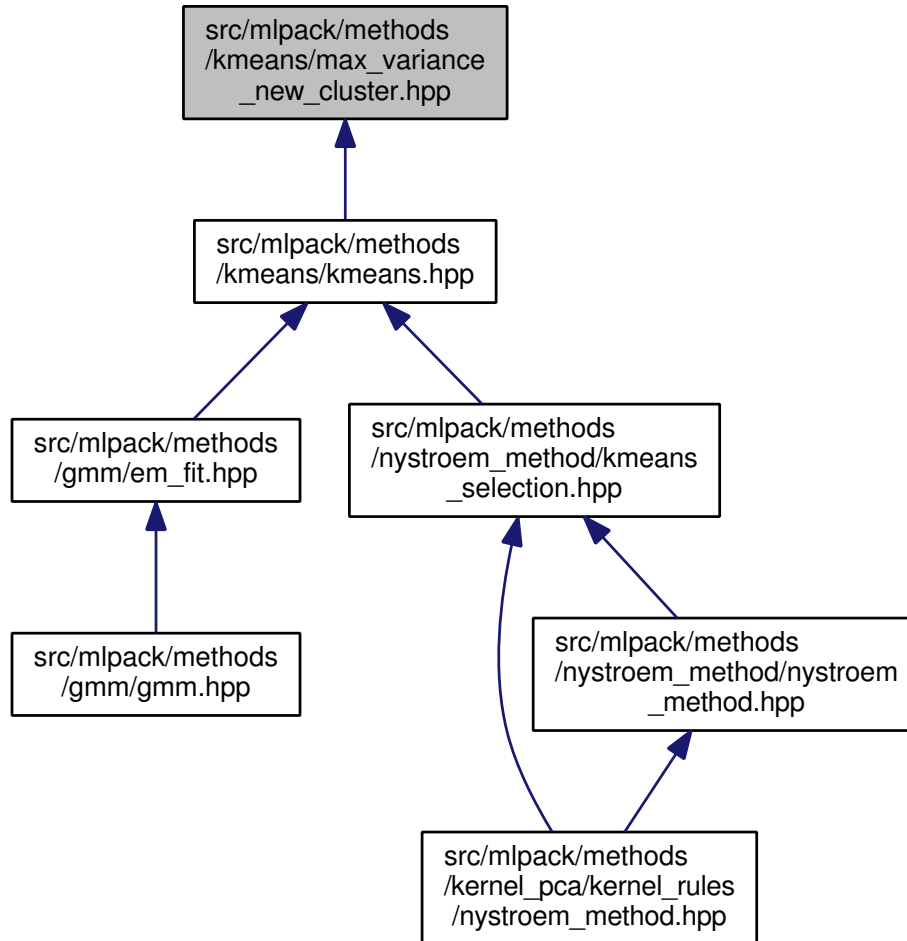 src/mlpack/methods
/kmeans/max_variance
_new_cluster.hpp
src/mlpack/methods
/kmeans/kmeans.hpp
src/mlpack/methods
/gmm/em_fit.hpp
src/mlpack/methods
/nystroem_method/kmeans
_selection.hpp
src/mlpack/methods
/gmm/gmm.hpp
src/mlpack/methods
/nystroem_method/nystroem
_method.hpp
src/mlpack/methods
/kernel_pca/kernel_rules
/nystroem_method.hpp